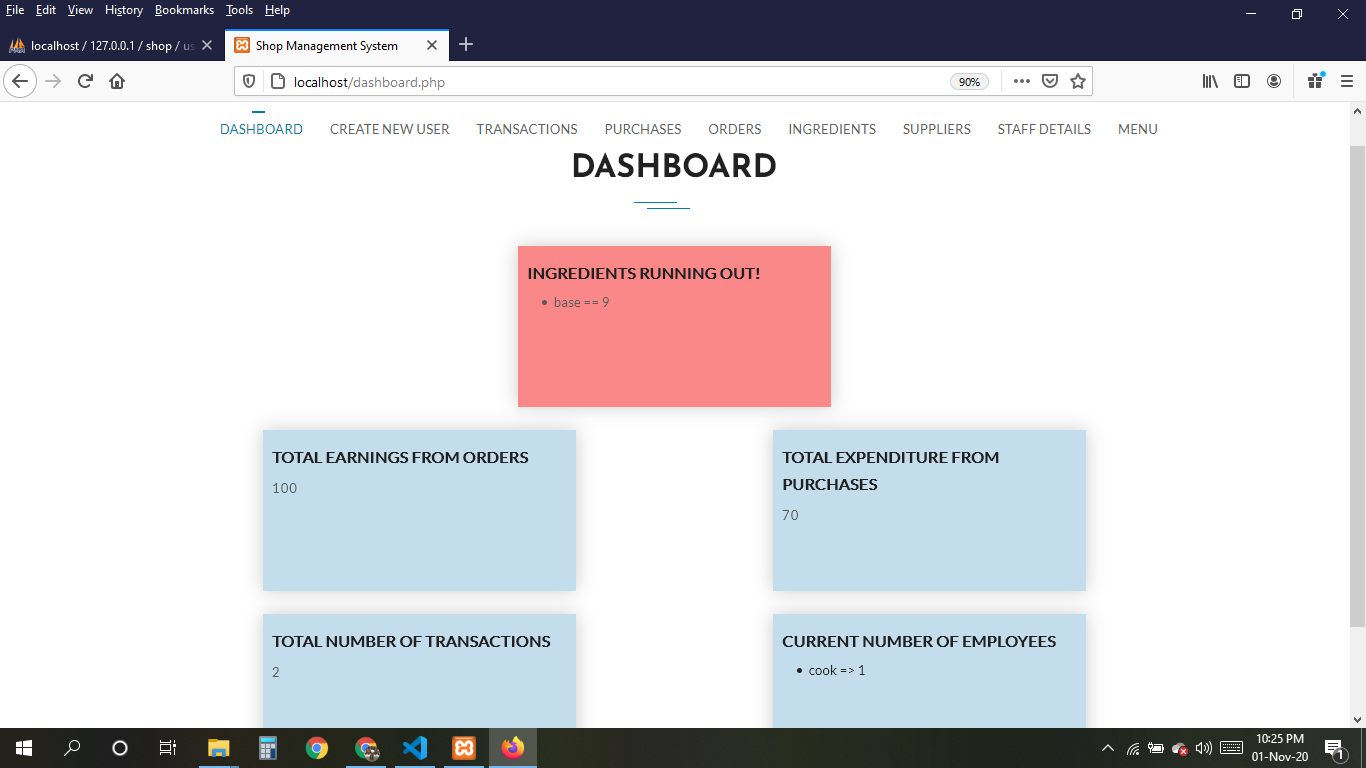 File Edit View History Bookmarks Tools Help
localhost / 127.0.0.1 / shop / us
Shop Management System
localhost/dashboard.php
90%
DASHBOARD CREATE NEW USER TRANSACTIONS PURCHASES ORDERS INGREDIENTS SUPPLIERS STAFF DETAILS MENU
DASHBOARD
INGREDIENTS RUNNING OUT!
• base == 9
TOTAL EARNINGS FROM ORDERS
100
TOTAL EXPENDITURE FROM
PURCHASES
70
TOTAL NUMBER OF TRANSACTIONS
2
CURRENT NUMBER OF EMPLOYEES
• cook => 1
10:25 PM
01-Nov-20
1